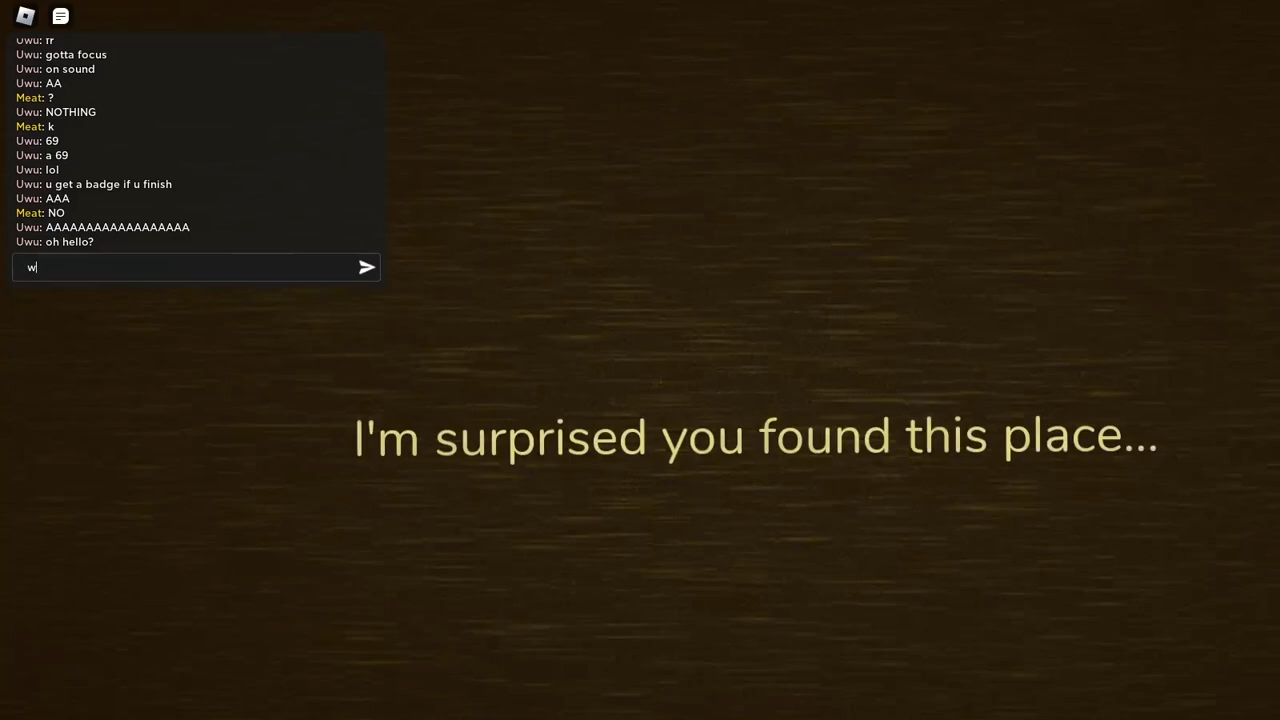 Uwu: fr
Uwu: gotta focus
Uwu: on sound
Uwu: AA
Meat: ?
Uwu: NOTHING
Meat: k
Uwu: 69
Uwu: a 69
Uwu: lol
Uwu: u get a badge if u finish
Uwu: AAA
Meat: NO
Uwu: AAAAAAAAAAAAAAAAAA
Uwu: oh hello?
w
I'm surprised you found this place...